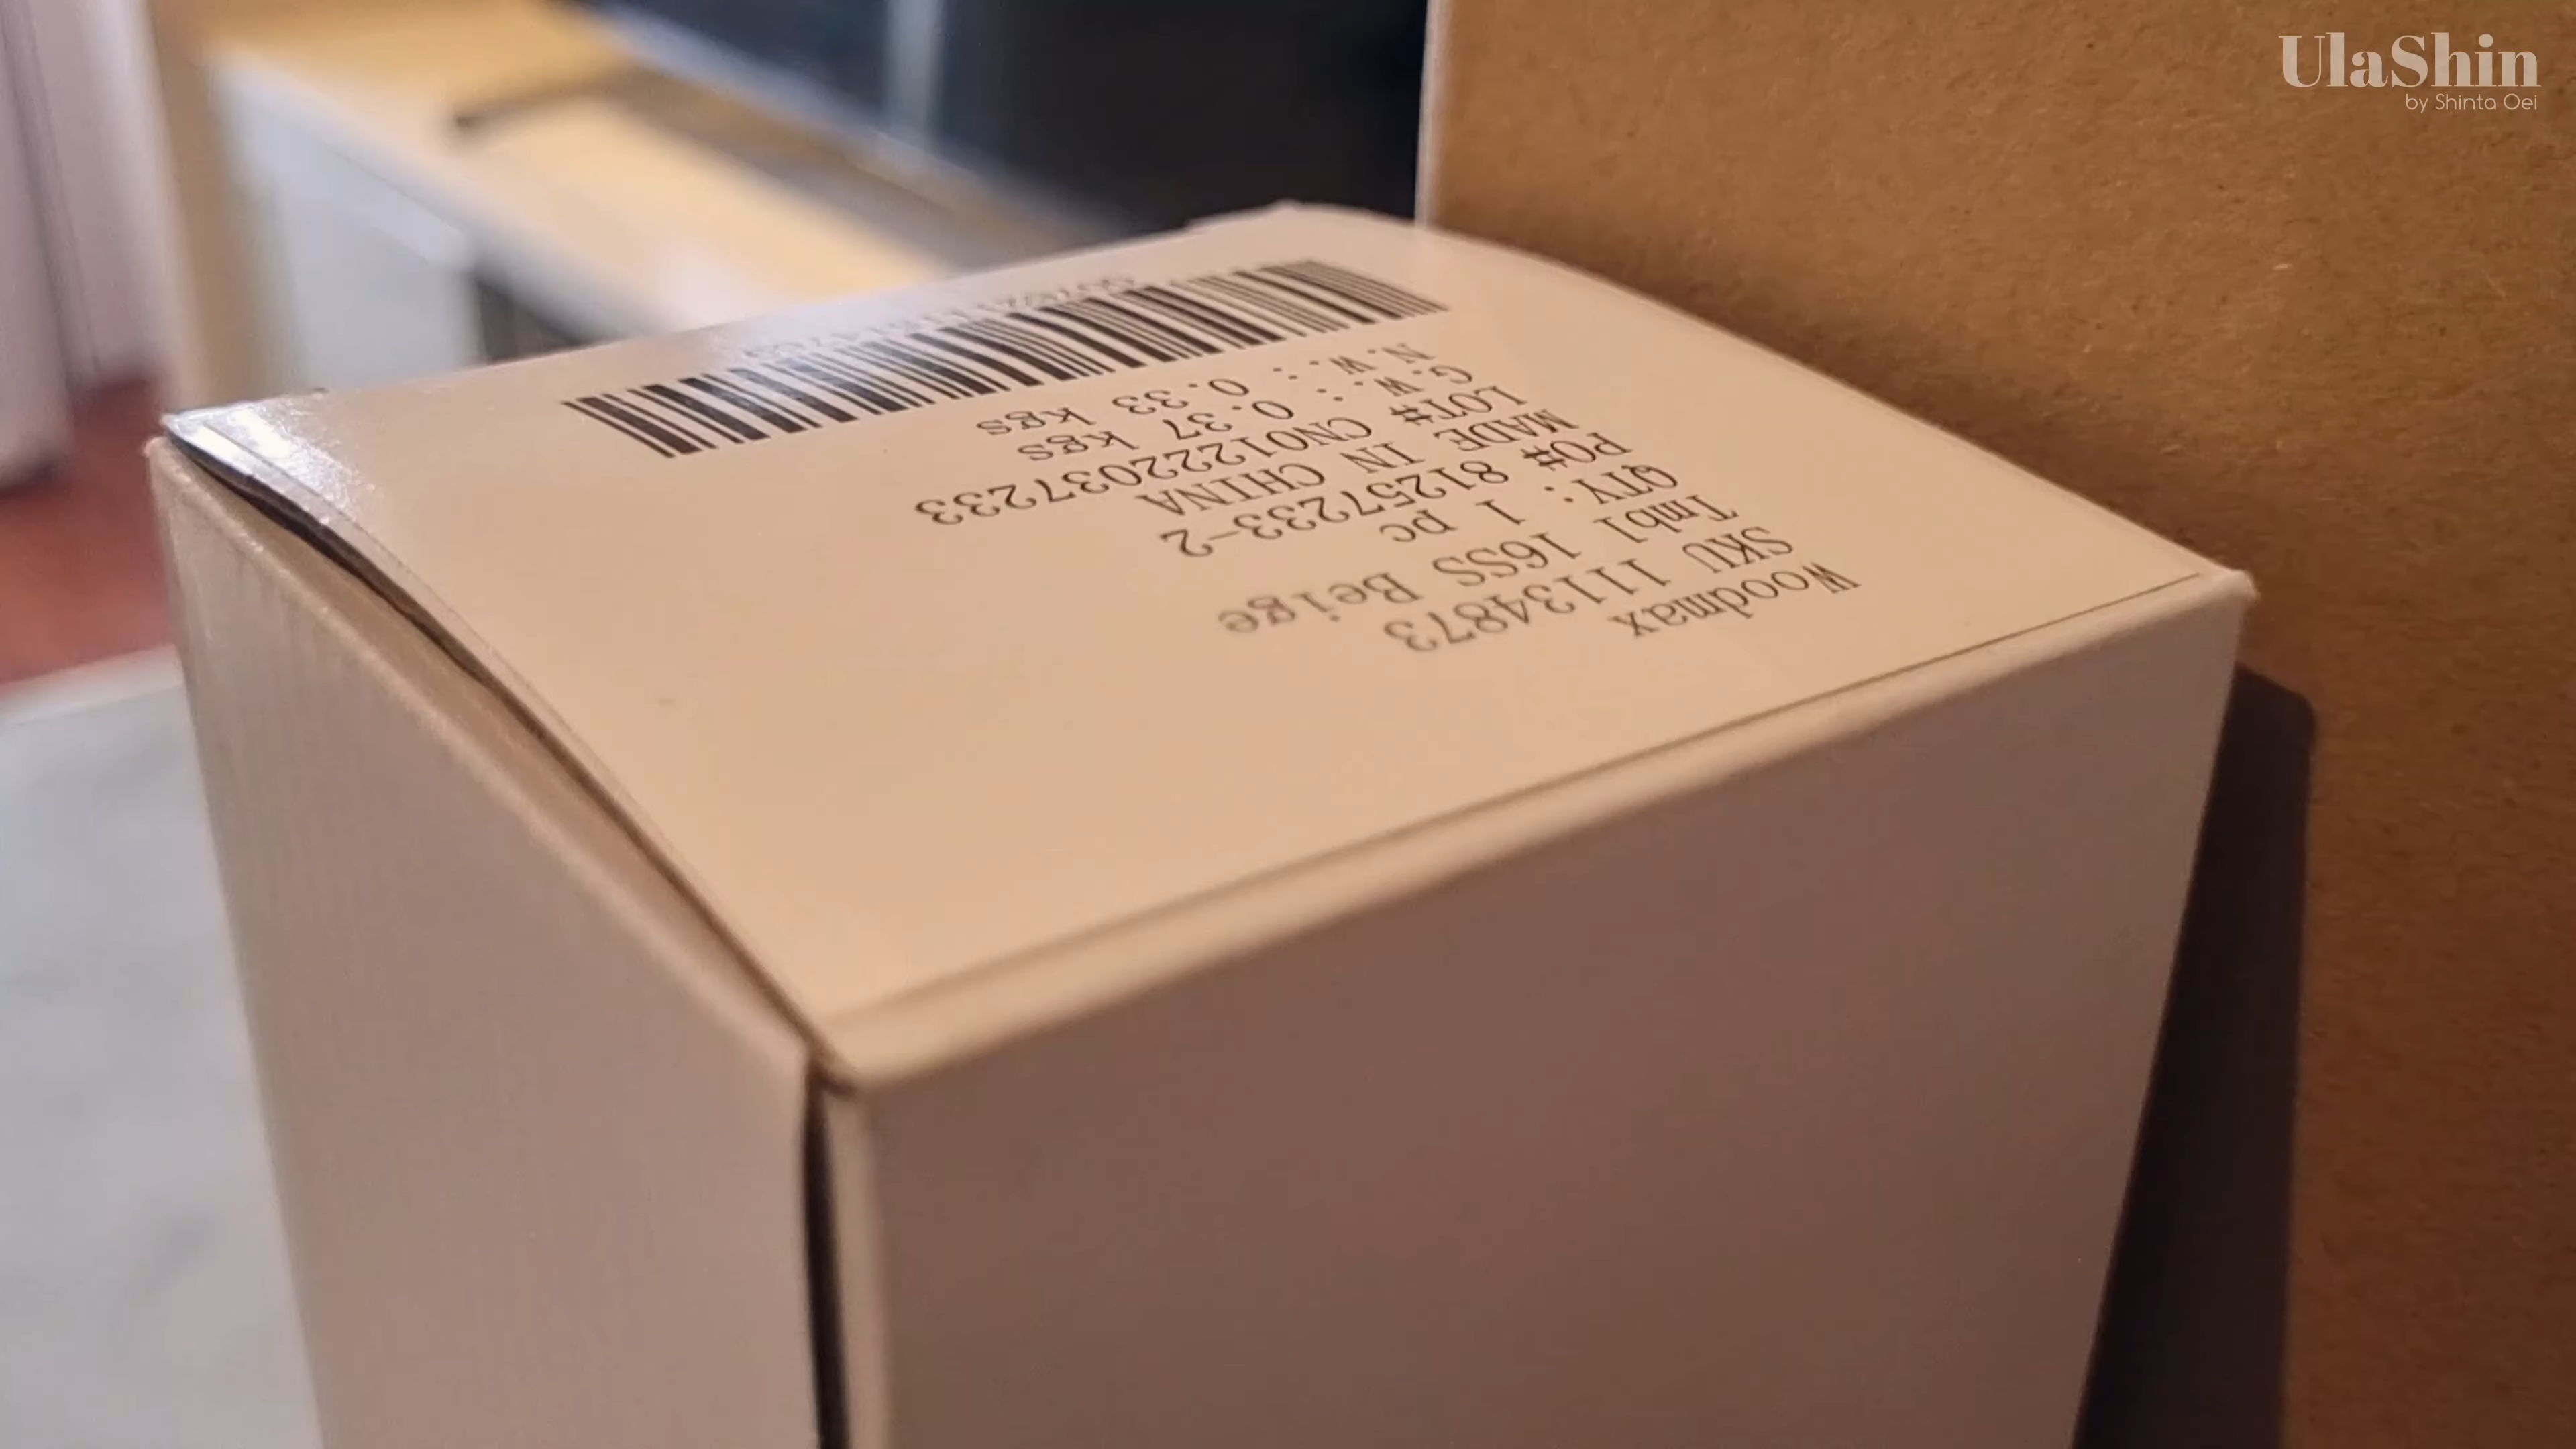 UlaShin
by Shinta Oei
Woodmax
SKU 11134873
Tmbl 16SS Beige
QTY: 1 pc
PO# 81257233-2
MADE IN CHINA
LOT# CN01222037233
G.W.: 0.37 kgs
N.W.: 0.33 kgs